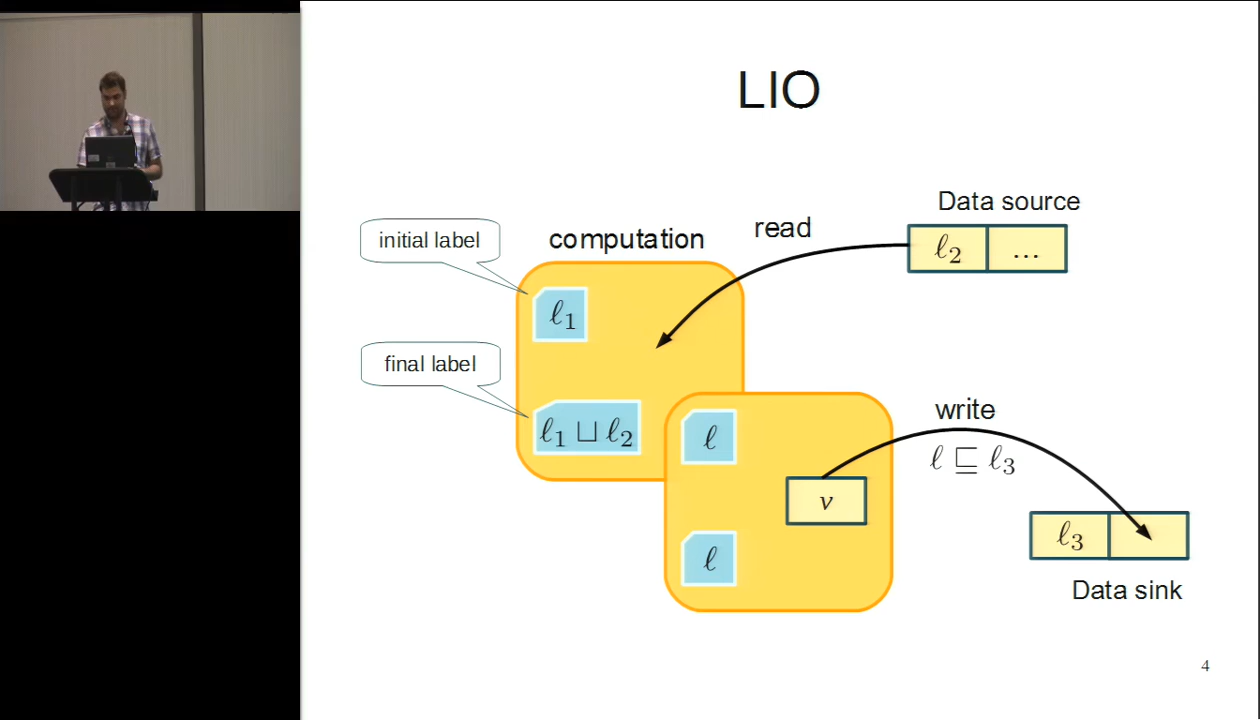 LIO
Data source
read
ℓ2 ...
initial label
computation
ℓ1
final label
ℓ1 ⊔ ℓ2
ℓ
write
ℓ ⊑ ℓ3
v
ℓ3
ℓ
Data sink
4